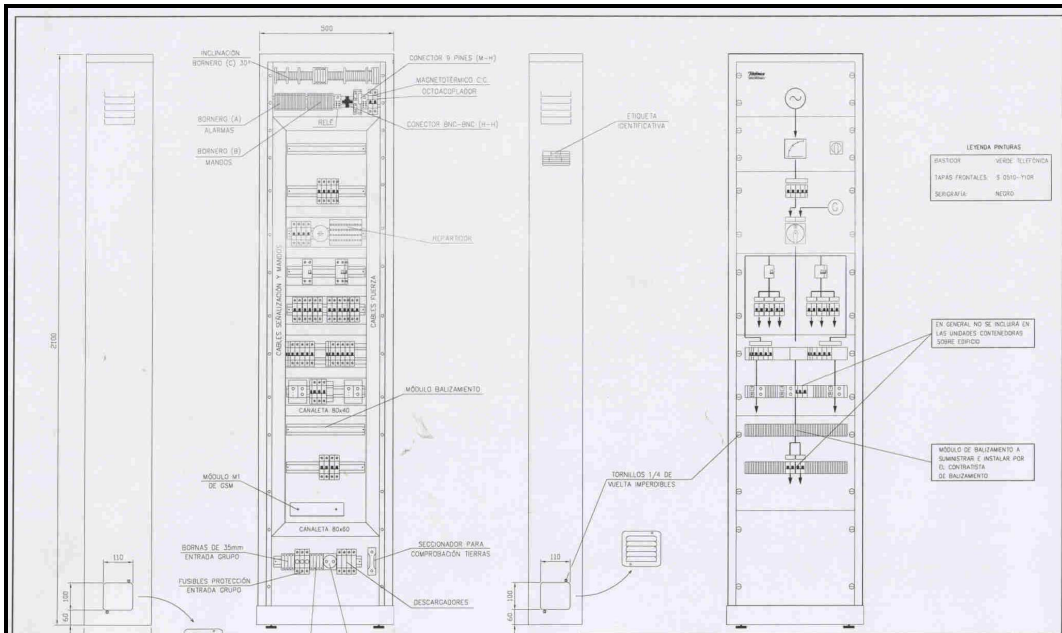 500
INCLINACIÓN
BORNERO (C) 30°
CONECTOR 9 PINES (M-H)
MAGNETOTÉRMICO C.C.
OCTOACOPLADOR
BORNERO (A)
ALARMAS
RELÉ
CONECTOR BNC-BNC (H-H)
BORNERO (B)
MANDOS
REPARTIDOR
CABLES SEÑALIZACIÓN Y MANDOS
CABLES FUERZA
2100
MÓDULO BALIZAMIENTO
CANALETA 80x40
MÓDULO M1
DE GSM
CANALETA 80x60
BORNAS DE 35mm
ENTRADA GRUPO
SECCIONADOR PARA
COMPROBACIÓN TIERRAS
FUSIBLES PROTECCIÓN
ENTRADA GRUPO
DESCARGADORES
110
100
60
ETIQUETA
IDENTIFICATIVA
TORNILLOS 1/4 DE
VUELTA IMPERDIBLES
110
100
60
G
LEYENDA PINTURAS
BASTIDOR VERDE TELEFÓNICA
TAPAS FRONTALES S 0510-Y10R
SERIGRAFÍA NEGRO
EN GENERAL NO SE INCLUIRÁ EN
LAS UNIDADES CONTENEDORAS
SOBRE EDIFICIO
MÓDULO DE BALIZAMIENTO A
SUMINISTRAR E INSTALAR POR
EL CONTRATISTA
DE BALIZAMIENTO